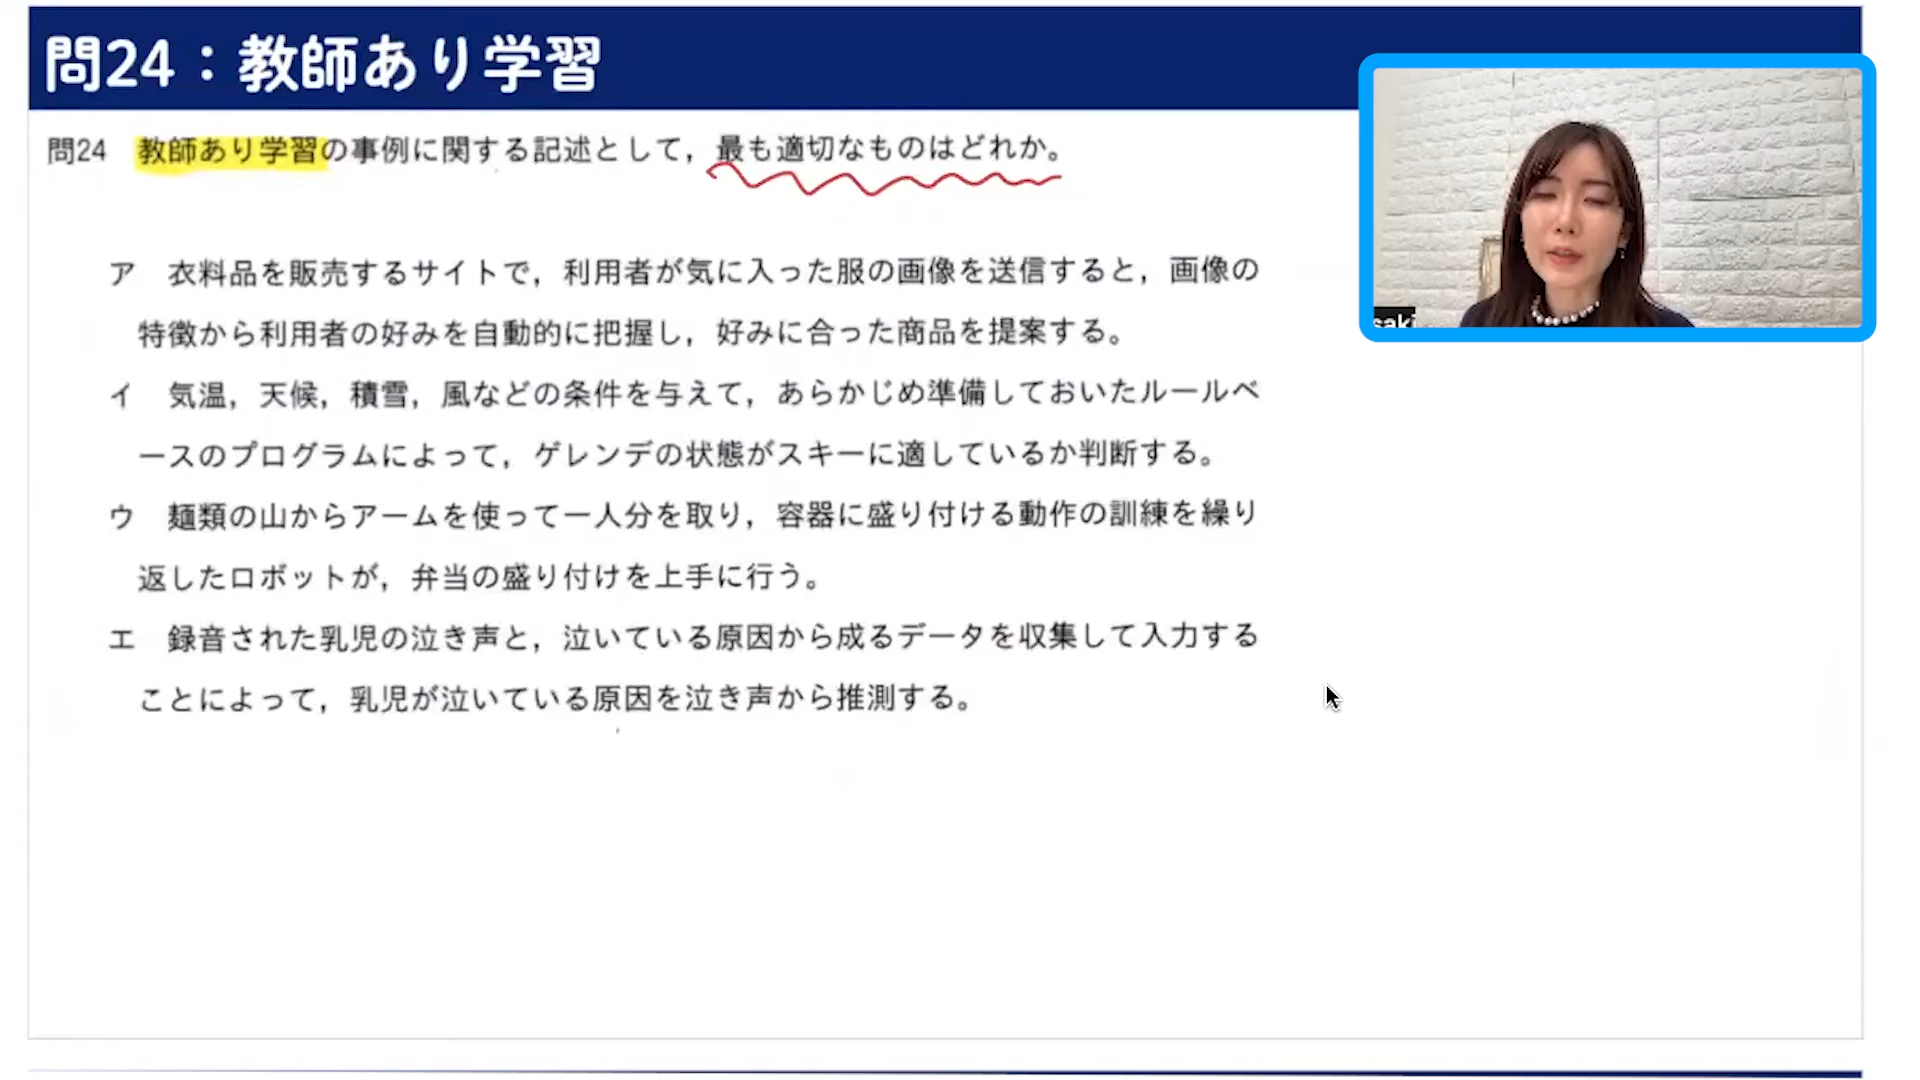 問24：教師あり学習
問24　教師あり学習の事例に関する記述として，最も適切なものはどれか。
ア　衣料品を販売するサイトで，利用者が気に入った服の画像を送信すると，画像の
特徴から利用者の好みを自動的に把握し，好みに合った商品を提案する。
イ　気温，天候，積雪，風などの条件を与えて，あらかじめ準備しておいたルールベ
ースのプログラムによって，ゲレンデの状態がスキーに適しているか判断する。
ウ　麺類の山からアームを使って一人分を取り，容器に盛り付ける動作の訓練を繰り
返したロボットが，弁当の盛り付けを上手に行う。
エ　録音された乳児の泣き声と，泣いている原因から成るデータを収集して入力する
ことによって，乳児が泣いている原因を泣き声から推測する。
saki